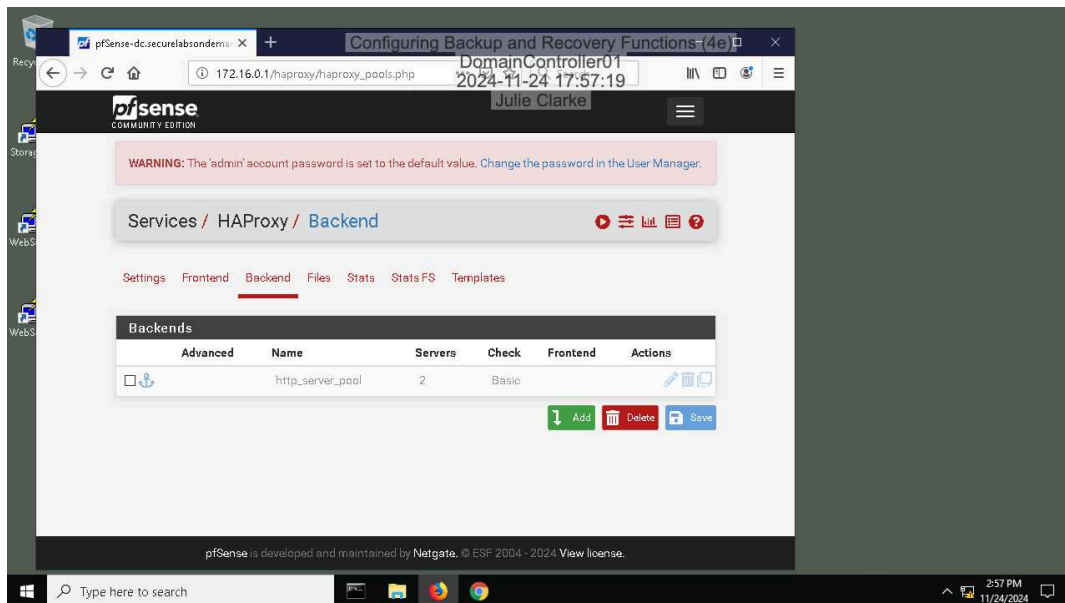 pfSense-dc.securelabsondema
Configuring Backup and Recovery Functions (4e)
DomainController01
2024-11-24 17:57:19
Julie Clarke
172.16.0.1/haproxy/haproxy_pools.php
pfsense
COMMUNITY EDITION
WARNING: The 'admin' account password is set to the default value. Change the password in the User Manager.
Services / HAProxy / Backend
Settings Frontend Backend Files Stats Stats FS Templates
Backends
Advanced Name Servers Check Frontend Actions
http_server_pool 2 Basic
Add Delete Save
pfSense is developed and maintained by Netgate. © ESF 2004 - 2024 View license.
Recy
Storag
WebS
WebS
Type here to search
2:57 PM
11/24/2024